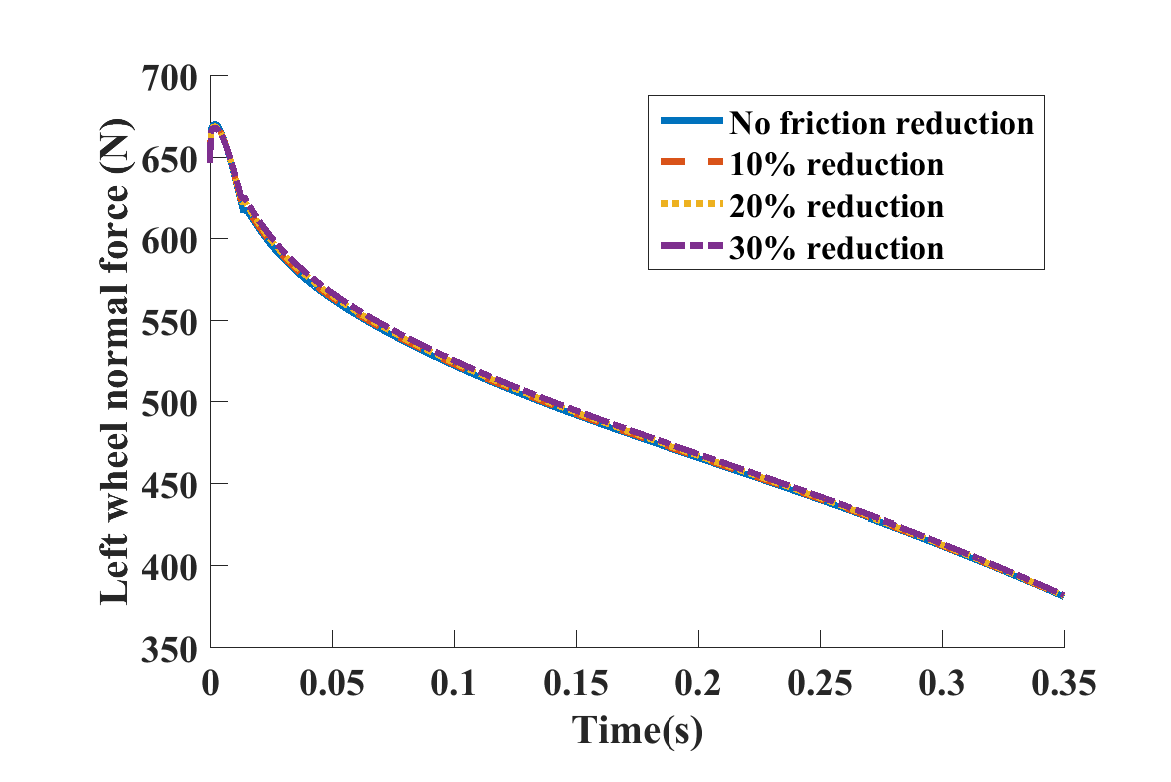 Left wheel normal force (N)
700
650
600
550
500
450
400
350
0 0.05 0.1 0.15 0.2 0.25 0.3 0.35
Time(s)
No friction reduction
10% reduction
20% reduction
30% reduction